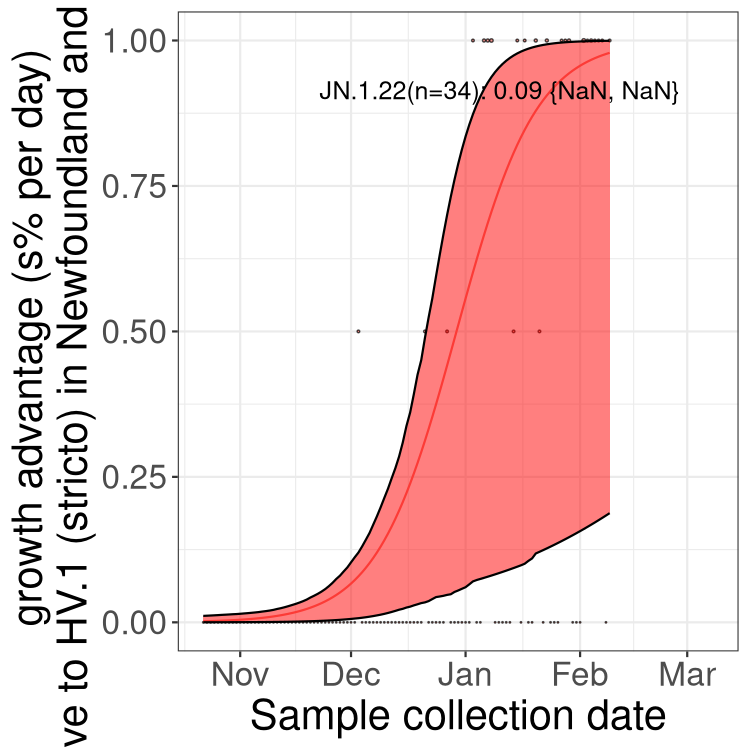 growth advantage (s% per day)
ve to HV.1 (stricto) in Newfoundland and
1.00
0.75
0.50
0.25
0.00
JN.1.22(n=34): 0.09 {NaN, NaN}
Nov Dec Jan Feb Mar
Sample collection date